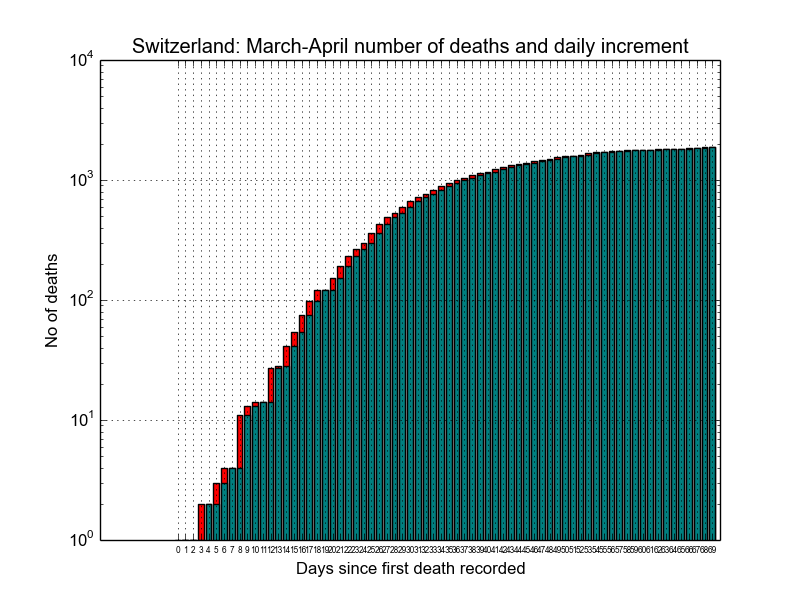 Switzerland: March-April number of deaths and daily increment
10^4
10^3
10^2
10^1
10^0
No of deaths
0 1 2 3 4 5 6 7 8 9 10 11 12 13 14 15 16 17 18 19 20 21 22 23 24 25 26 27 28 29 30 31 32 33 34 35 36 37 38 39 40 41 42 43 44 45 46 47 48 49 50 51 52 53 54 55 56 57 58 59 60 61 62 63 64 65 66 67 68 69
Days since first death recorded